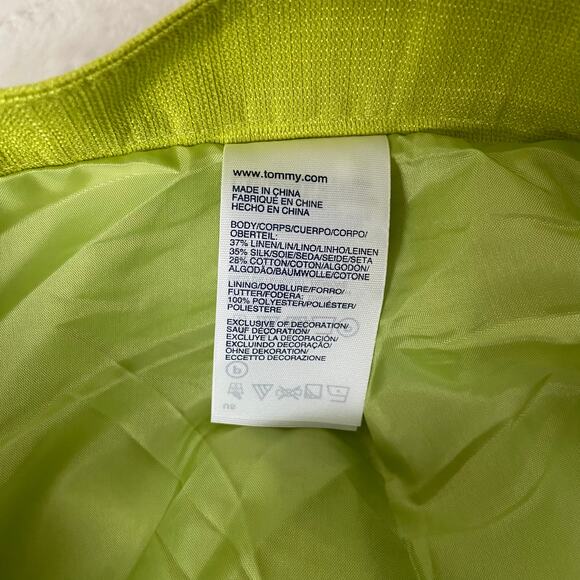 www.tommy.com
MADE IN CHINA
FABRIQUÉ EN CHINE
HECHO EN CHINA
BODY/CORPS/CUERPO/CORPO/
OBERTEIL:
37% LINEN/LIN/LINO/LINHO/LEINEN
35% SILK/SOIE/SEDA/SEIDE/SETA
28% COTTON/COTON/ALGODON/
ALGODÃO/BAUMWOLLE/COTONE
LINING/DOUBLURE/FORRO/
FUTTER/FODERA:
100% POLYESTER/POLIÉSTER/
POLIESTERE
EXCLUSIVE OF DECORATION/
SAUF DÉCORATION/
EXCLUYE LA DECORACIÓN/
EXCLUINDO DECORAÇÃO/
OHNE DEKORATION/
ECCETTO DECORAZIONE